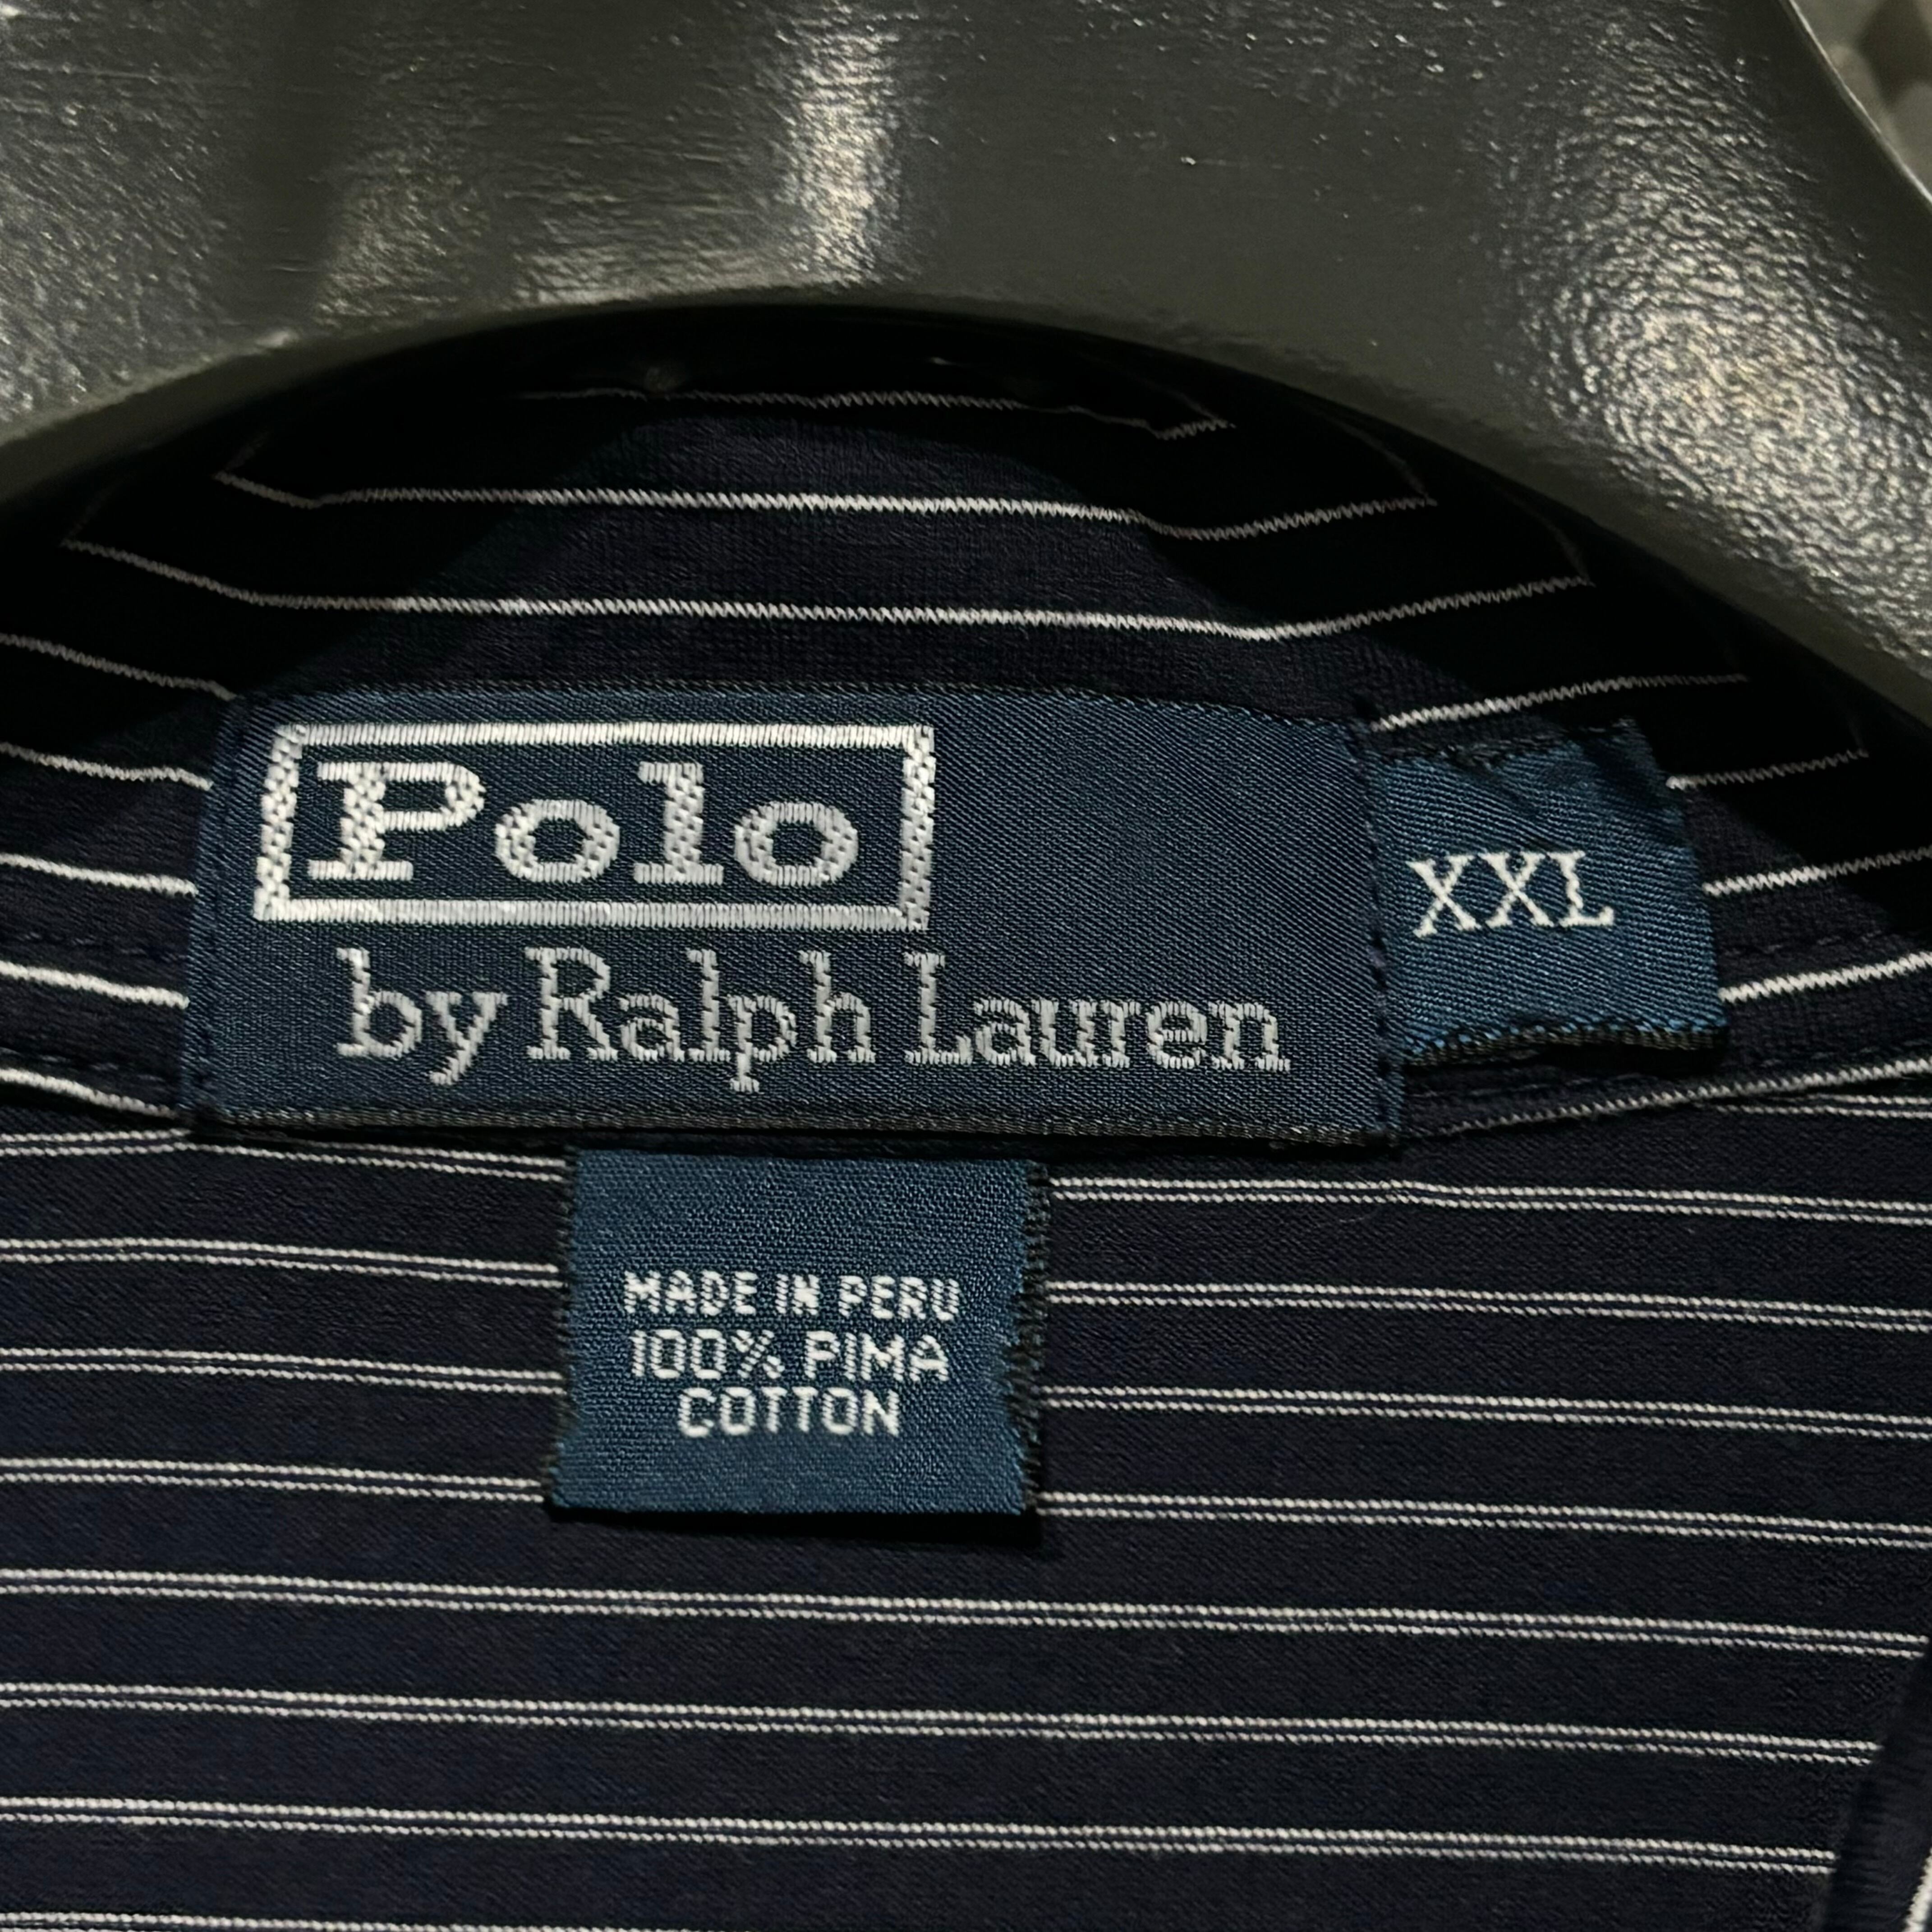 Polo
by Ralph Lauren
XXL
MADE IN PERU
100% PIMA
COTTON